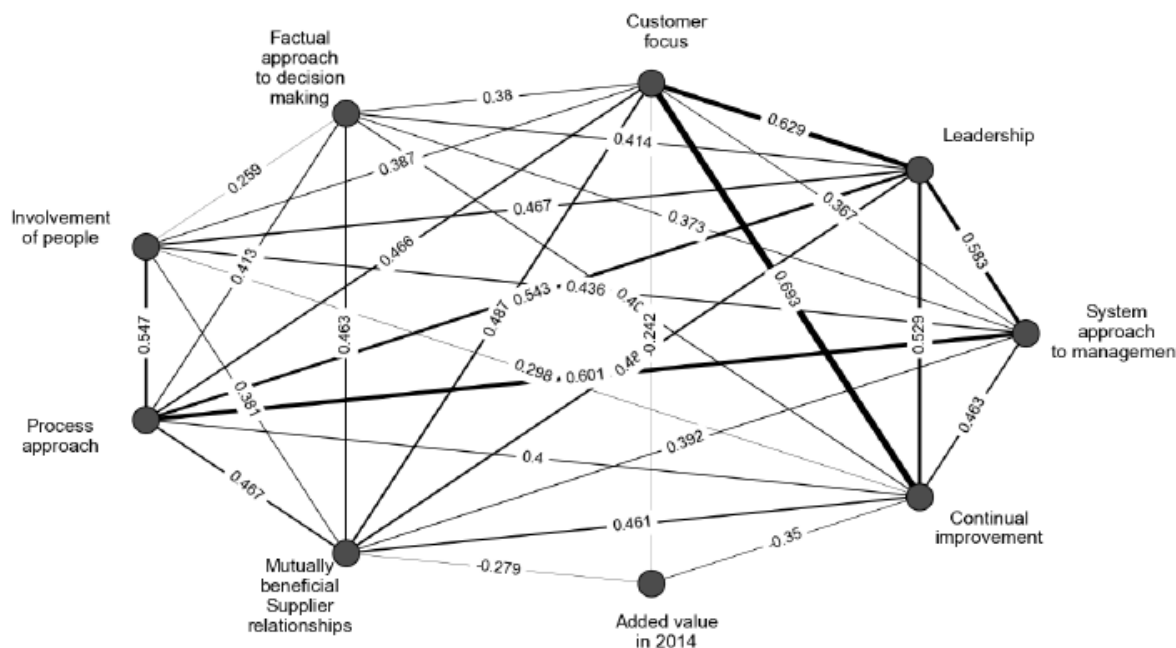 Customer
focus
Factual
approach
to decision
making
0.38
0.629
Leadership
0.414
0.259
0.387
0.367
Involvement
of people
0.467
0.373
0.466
0.413
0.583
0.693
0.543
0.436
0.487
0.242
0.547
0.463
0.529
System
approach
to managemen
0.298
0.601
0.381
0.463
0.392
Process
approach
0.4
0.467
0.461
Continual
improvement
-0.35
-0.279
Mutually
beneficial
Supplier
relationships
Added value
in 2014